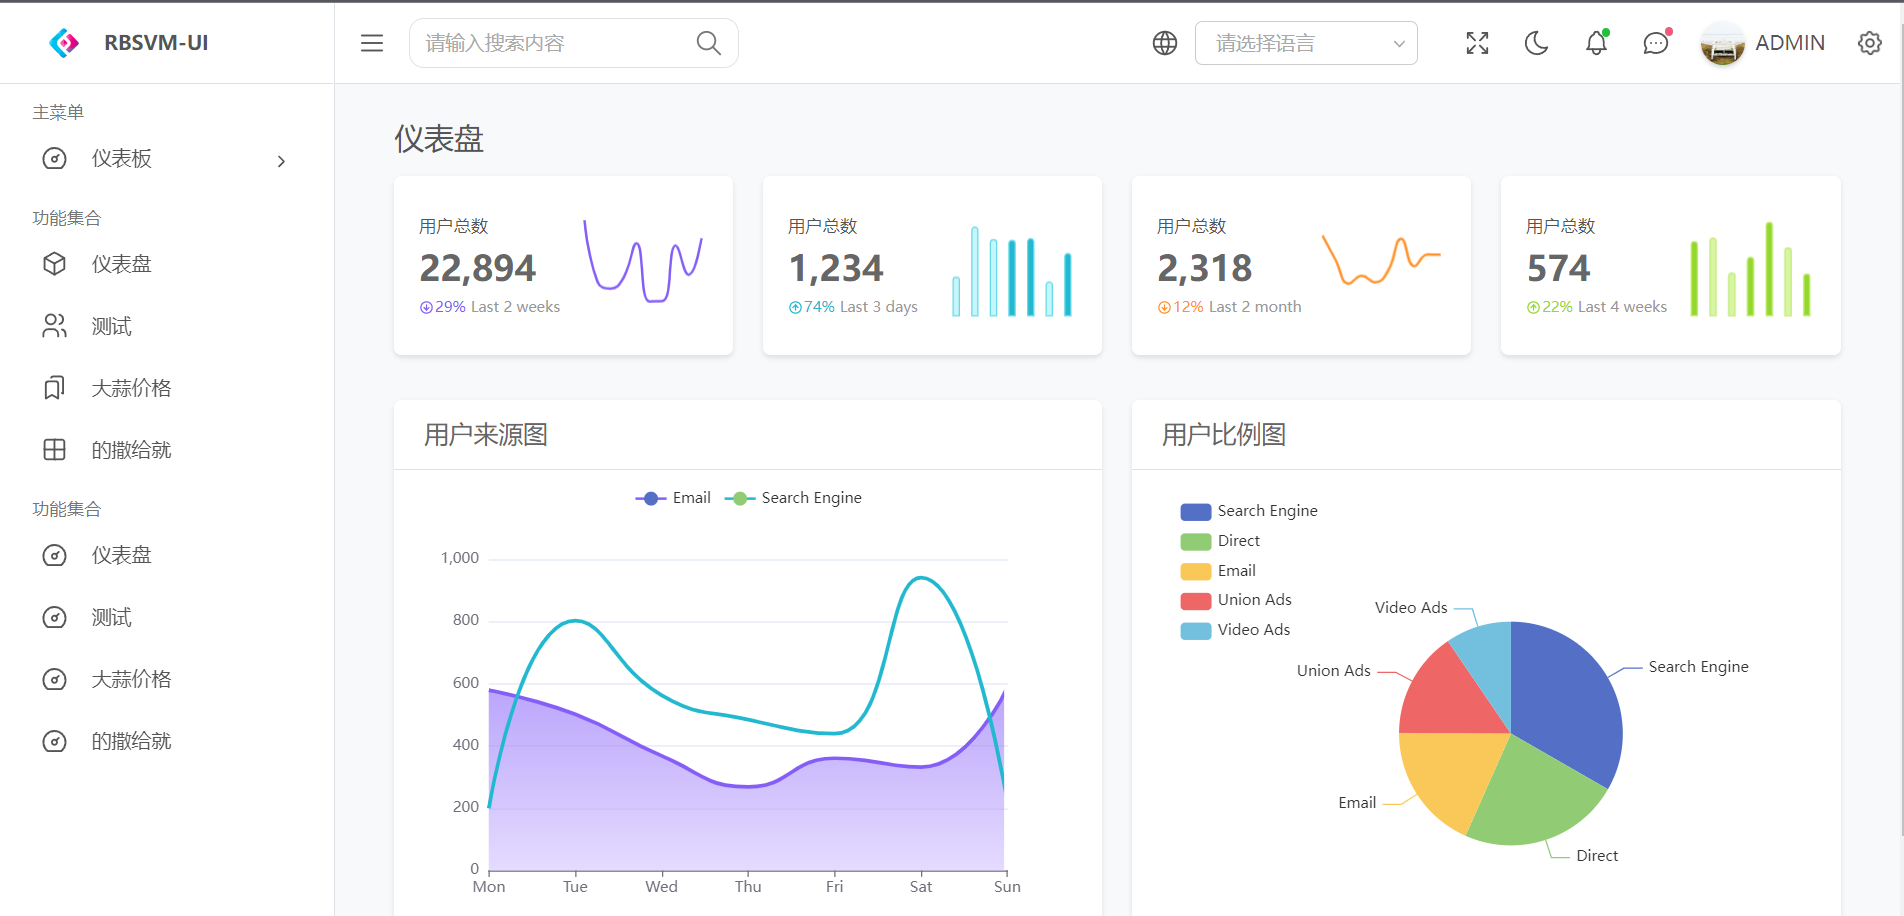 RBSVM-UI
请输入搜索内容
请选择语言
ADMIN
主菜单
仪表板
功能集合
仪表盘
测试
大蒜价格
的撒给就
功能集合
仪表盘
测试
大蒜价格
的撒给就
仪表盘
用户总数
22,894
29% Last 2 weeks
用户总数
1,234
74% Last 3 days
用户总数
2,318
12% Last 2 month
用户总数
574
22% Last 4 weeks
用户来源图
Email
Search Engine
1,000
800
600
400
200
0
Mon
Tue
Wed
Thu
Fri
Sat
Sun
用户比例图
Search Engine
Direct
Email
Union Ads
Video Ads
Video Ads
Union Ads
Search Engine
Email
Direct